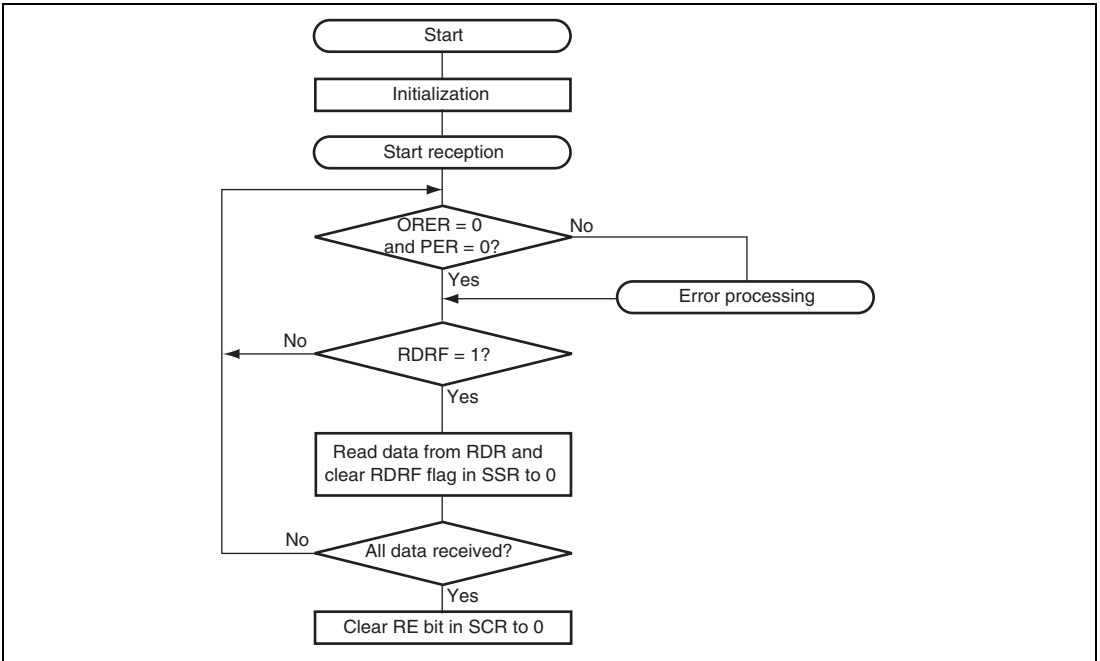 Start
Initialization
Start reception
ORER = 0
and PER = 0?
No
Yes
Error processing
No
RDRF = 1?
Yes
Read data from RDR and
clear RDRF flag in SSR to 0
No
All data received?
Yes
Clear RE bit in SCR to 0